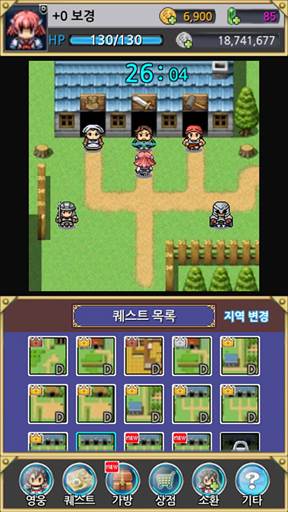 +0 보경
6,900
85
HP 130/130
18,741,677
26:04
퀘스트 목록
지역 변경
D
D
D
D
D
D
D
D
D
D
NEW
NEW
NEW
영웅
퀘스트
가방
상점
소환
기타